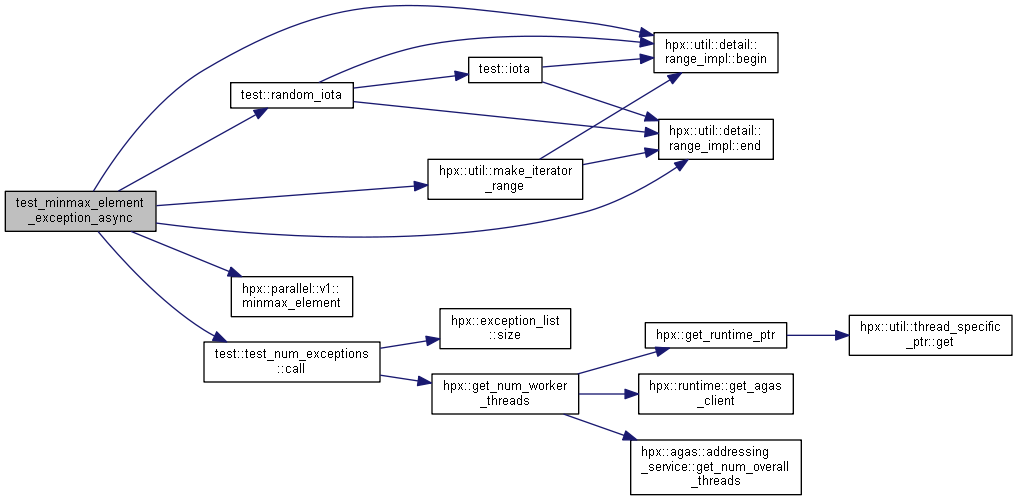 test_minmax_element
_exception_async
test::random_iota
test::iota
hpx::util::detail::
range_impl::begin
hpx::util::detail::
range_impl::end
hpx::util::make_iterator
_range
hpx::parallel::v1::
minmax_element
test::test_num_exceptions
::call
hpx::exception_list
::size
hpx::get_num_worker
_threads
hpx::get_runtime_ptr
hpx::util::thread_specific
_ptr::get
hpx::runtime::get_agas
_client
hpx::agas::addressing
_service::get_num_overall
_threads